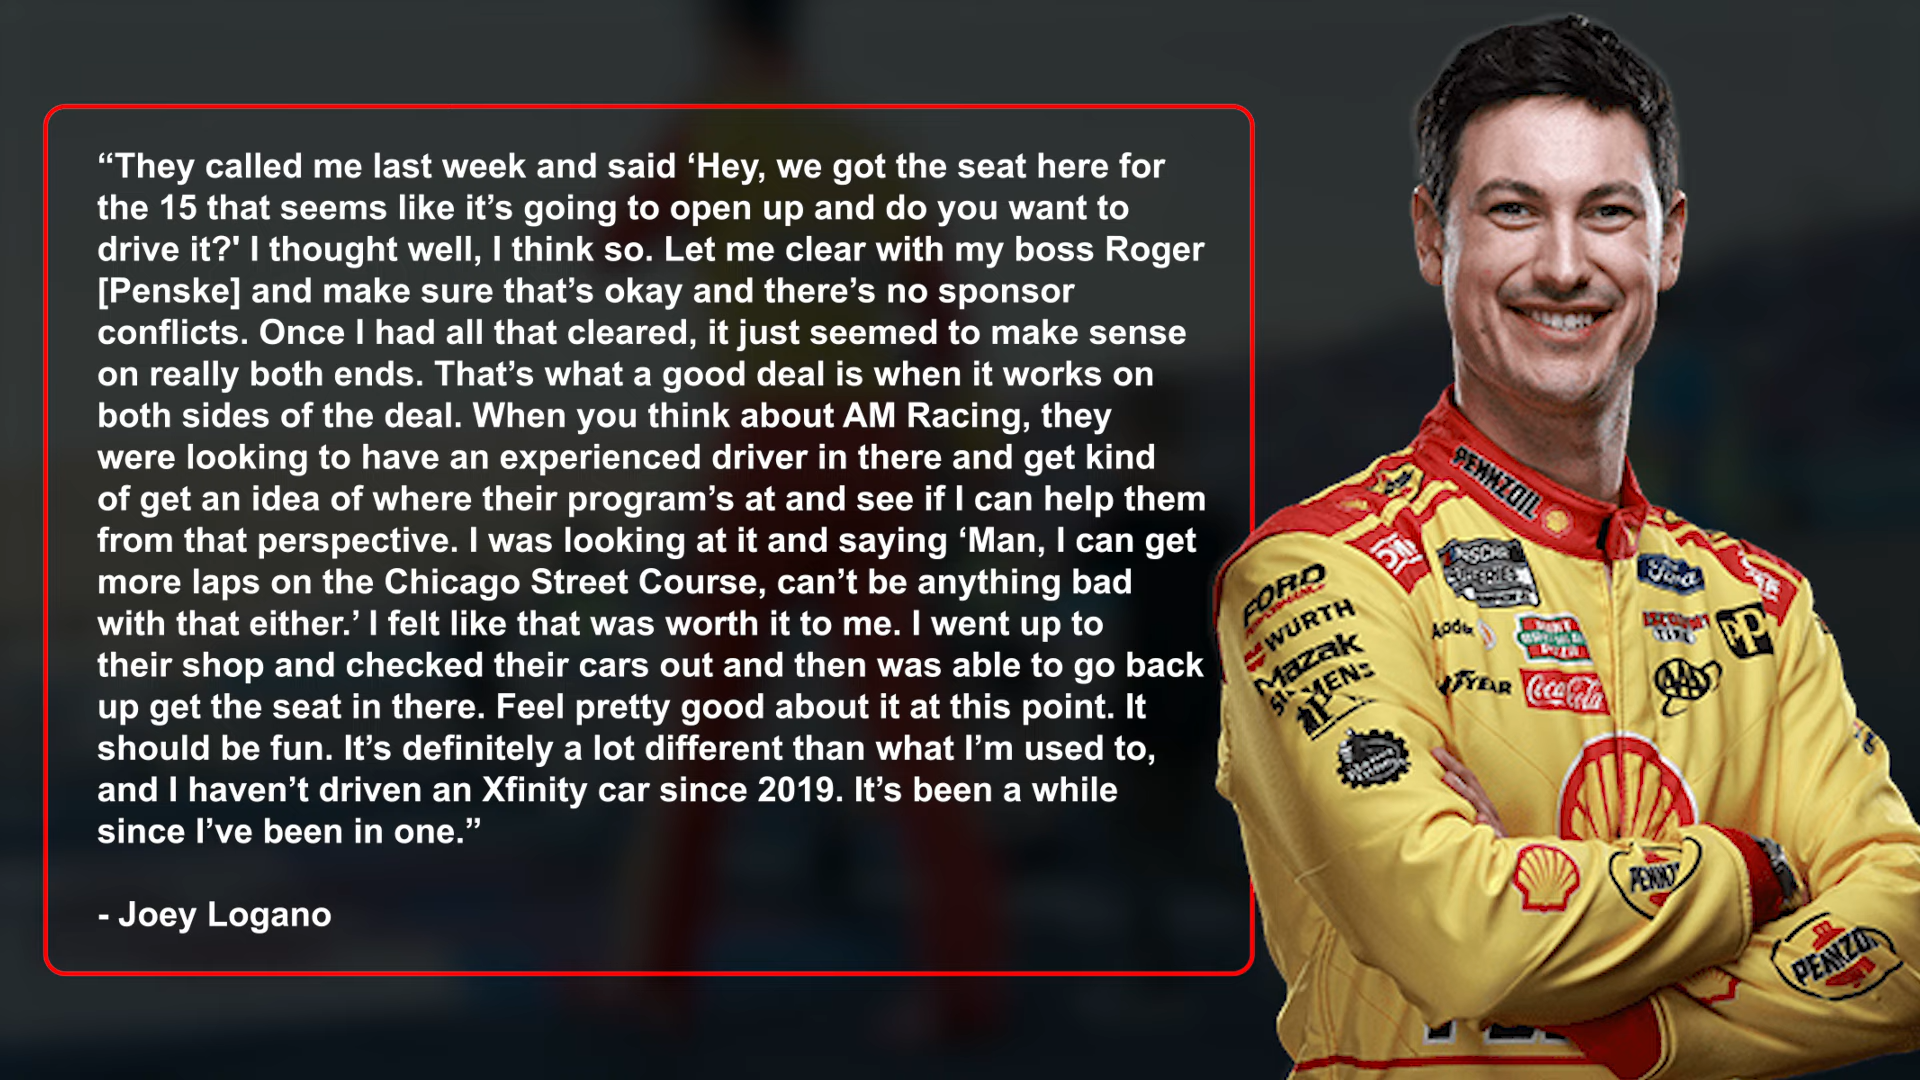 “They called me last week and said ‘Hey, we got the seat here for
the 15 that seems like it’s going to open up and do you want to
drive it?' I thought well, I think so. Let me clear with my boss Roger
[Penske] and make sure that’s okay and there’s no sponsor
conflicts. Once I had all that cleared, it just seemed to make sense
on really both ends. That’s what a good deal is when it works on
both sides of the deal. When you think about AM Racing, they
were looking to have an experienced driver in there and get kind
of get an idea of where their program’s at and see if I can help them
from that perspective. I was looking at it and saying ‘Man, I can get
more laps on the Chicago Street Course, can’t be anything bad
with that either.’ I felt like that was worth it to me. I went up to
their shop and checked their cars out and then was able to go back
up get the seat in there. Feel pretty good about it at this point. It
should be fun. It’s definitely a lot different than what I’m used to,
and I haven’t driven an Xfinity car since 2019. It’s been a while
since I’ve been in one.”
- Joey Logano
PENNZOIL
NASCAR
Ford
FORD
PERFORMANCE
WURTH
Mazak
Coca-Cola
AAA
PENNZOIL